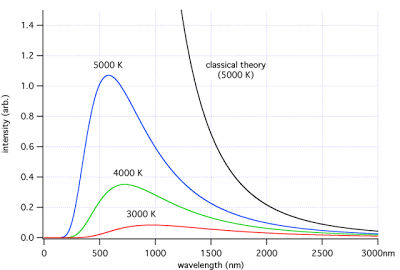 1.4
1.2
1.0
0.8
0.6
0.4
0.2
0.0
intensity (arb.)
5000 K
classical theory
(5000 K)
4000 K
3000 K
0
500
1000
1500
2000
2500
3000nm
wavelength (nm)